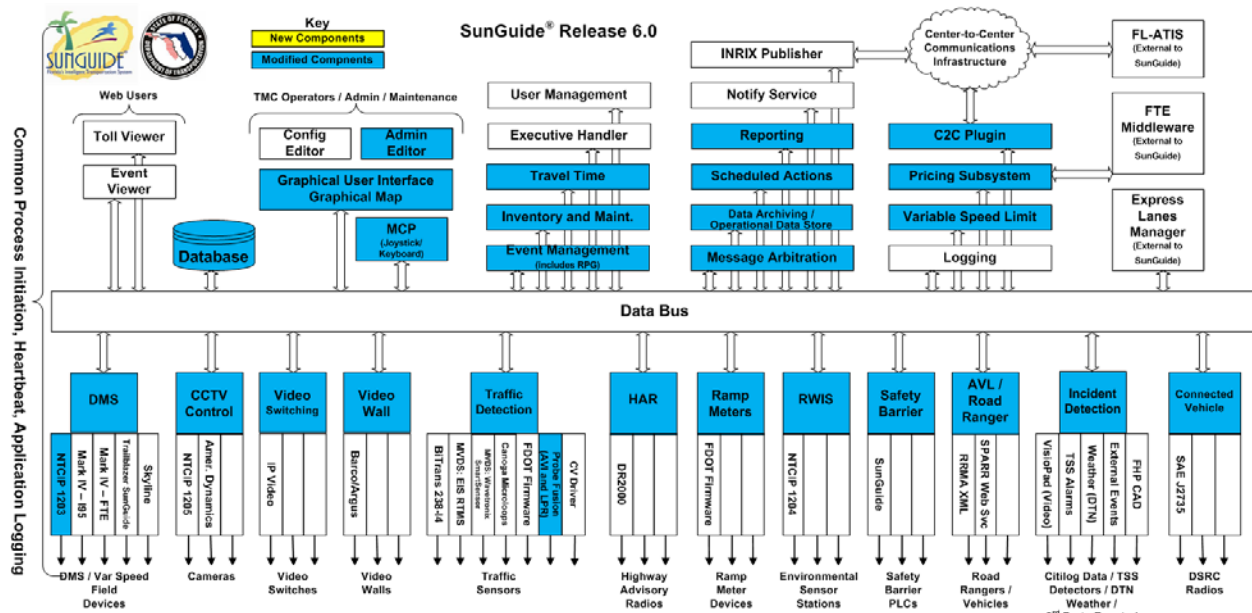 SUNGUIDE
Florida's Intelligent Transportation System
STATE OF FLORIDA
Key
New Components
Modified Compnents
SunGuide® Release 6.0
Web Users
Toll Viewer
Event
Viewer
Database
TMC Operators / Admin / Maintenance
Config
Editor
Admin
Editor
Graphical User Interface
Graphical Map
MCP
(Joystick/
Keyboard)
User Management
Executive Handler
Travel Time
Inventory and Maint.
Event Management
(includes RPG)
INRIX Publisher
Notify Service
Reporting
Scheduled Actions
Data Archiving /
Operational Data Store
Message Arbitration
Center-to-Center
Communications
Infrastructure
C2C Plugin
Pricing Subsystem
Variable Speed Limit
Logging
FL-ATIS
(External to
SunGuide)
FTE
Middleware
(External to
SunGuide)
Express
Lanes
Manager
(External to
SunGuide)
Common Process Initiation, Heartbeat, Application Logging
Data Bus
DMS
NTCIP 1203
Mark IV – I95
Mark IV – FTE
Trailblazer SunGuide
Skyline
DMS / Var Speed
Field
Devices
CCTV
Control
NTCIP 1205
Amer. Dynamics
Cameras
Video
Switching
IP Video
Video
Switches
Video
Wall
Barco/Argus
Video
Walls
Traffic
Detection
BiTrans 238-I4
MVDS: EIS RTMS
MVDS: Wavetronix
SmartSensor
Canoga Microloops
FDOT Firmware
Probe Fusion
(AVI and LPR)
CV Driver
Traffic
Sensors
HAR
DR2000
Highway
Advisory
Radios
Ramp
Meters
FDOT Firmware
Ramp
Meter
Devices
RWIS
NTCIP 1204
Environmental
Sensor
Stations
Safety
Barrier
SunGuide
Safety
Barrier
PLCs
AVL /
Road
Ranger
SPARR Web Svc
RRMA XML
Road
Rangers /
Vehicles
Incident
Detection
VisioPad (Video)
TSS Alarms
Weather (DTN)
External Events
FHP CAD
Citilog Data / TSS
Detectors / DTN
Weather /
Connected
Vehicle
SAE J2735
DSRC
Radios